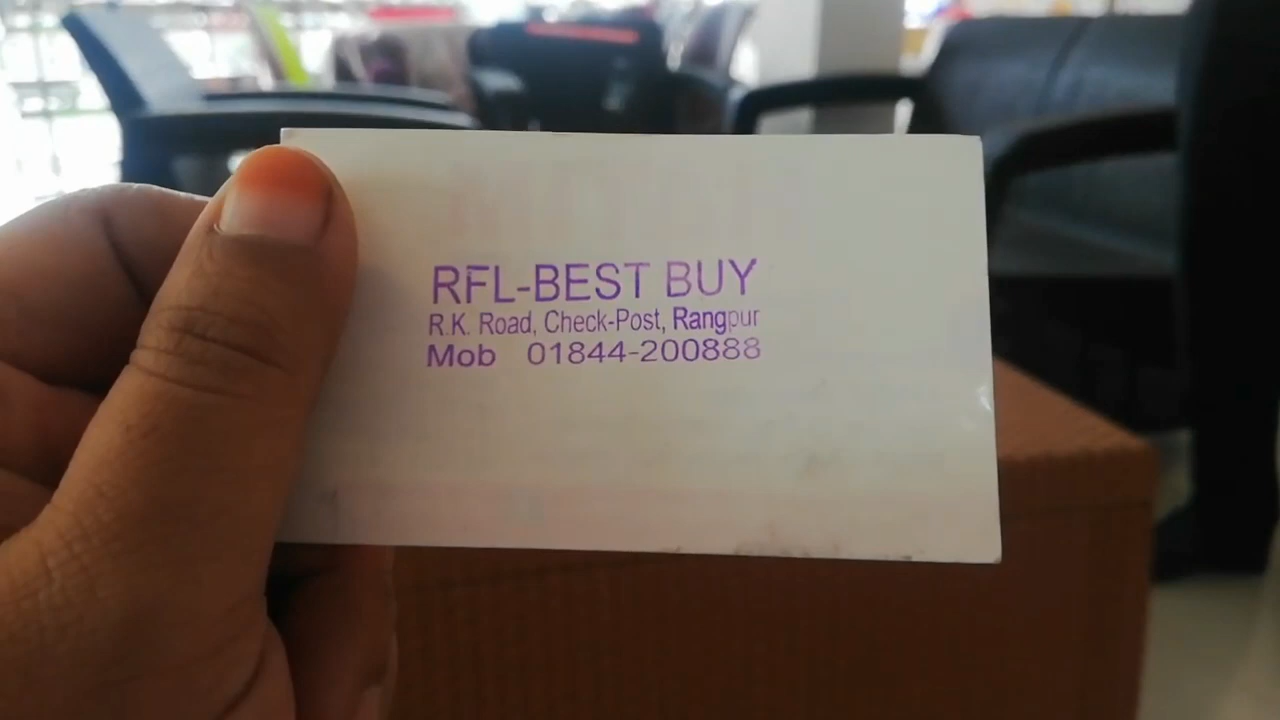 RFL-BEST BUY
R.K. Road, Check-Post, Rangpur
Mob 01844-200888